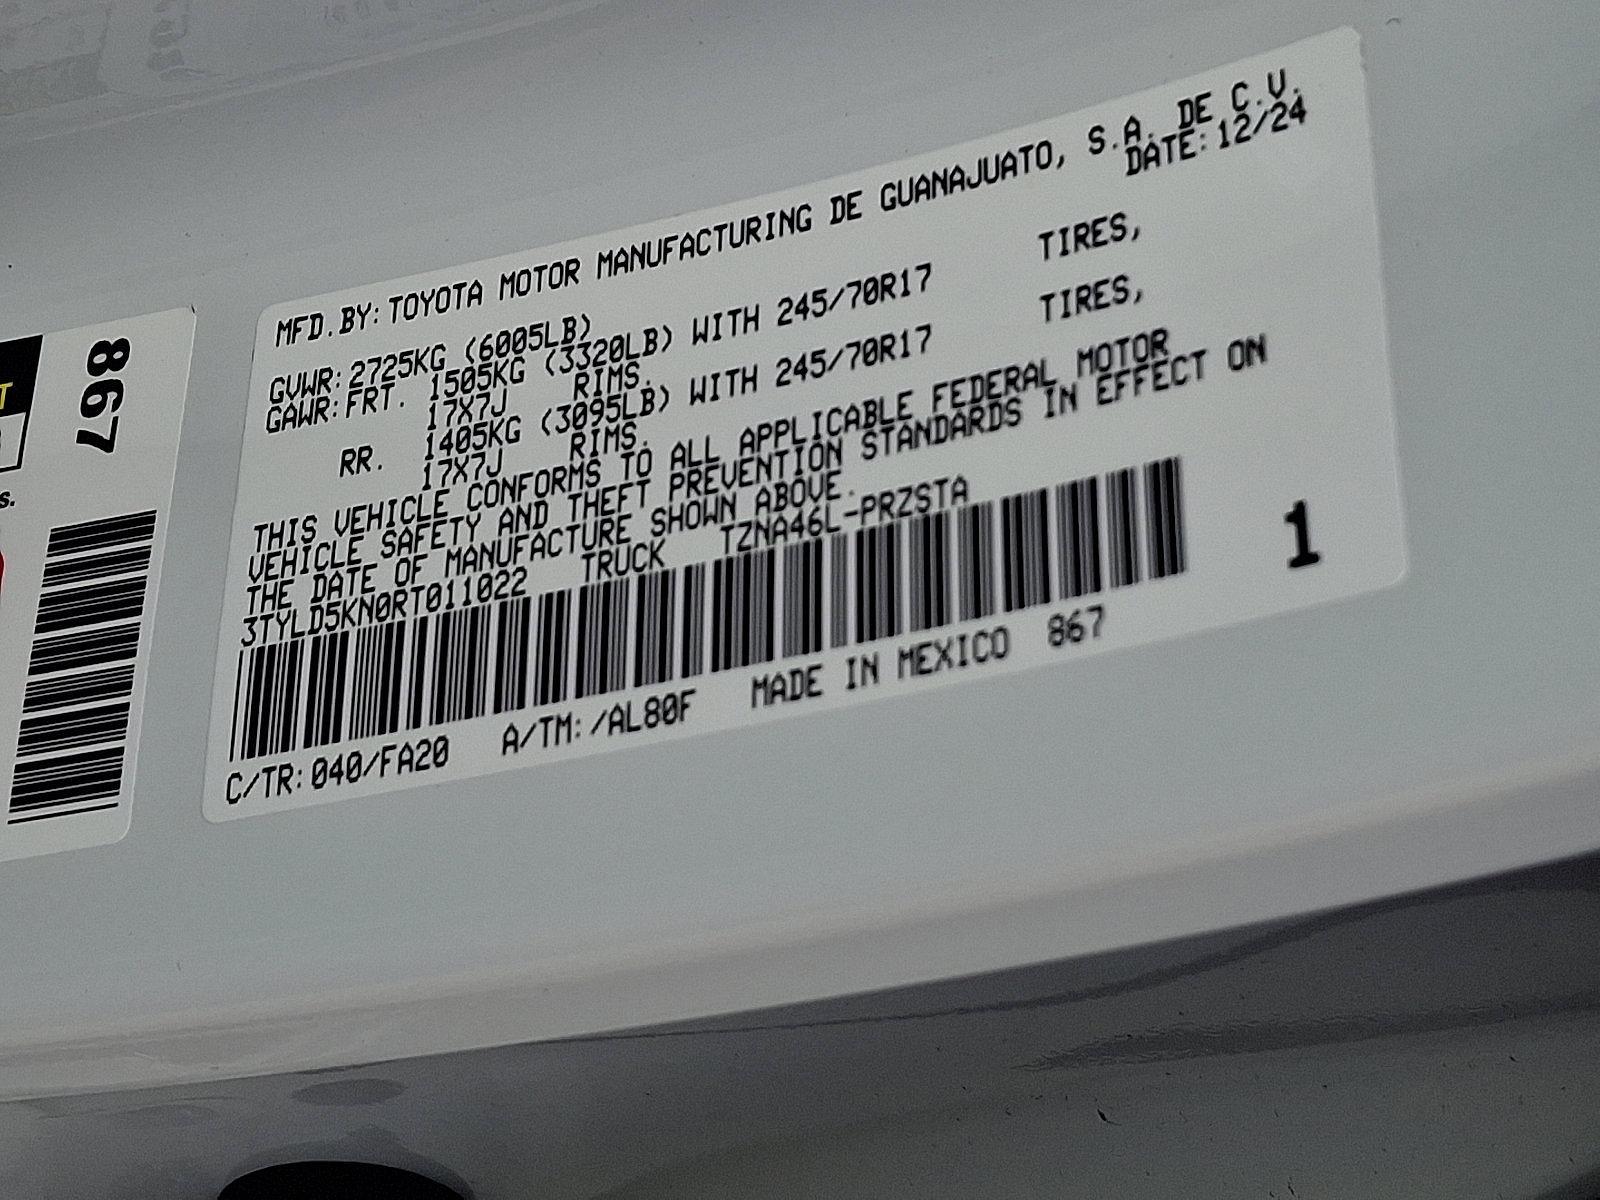 MFD.BY: TOYOTA MOTOR MANUFACTURING DE GUANAJUATO, S.A. DE C.V.
DATE: 12/24
GVWR: 2725KG (6005LB)
GAWR: FRT. 1505KG (3320LB) WITH 245/70R17 TIRES,
17X7J RIMS.
RR. 1405KG (3095LB) WITH 245/70R17 TIRES,
17X7J RIMS.
THIS VEHICLE CONFORMS TO ALL APPLICABLE FEDERAL MOTOR
VEHICLE SAFETY AND THEFT PREVENTION STANDARDS IN EFFECT ON
THE DATE OF MANUFACTURE SHOWN ABOVE.
3TYLD5KN0RT011022 TRUCK TZNA46L-PRZSTA
1
C/TR: 040/FA20 A/TM: /AL80F MADE IN MEXICO 867
867
T
s.